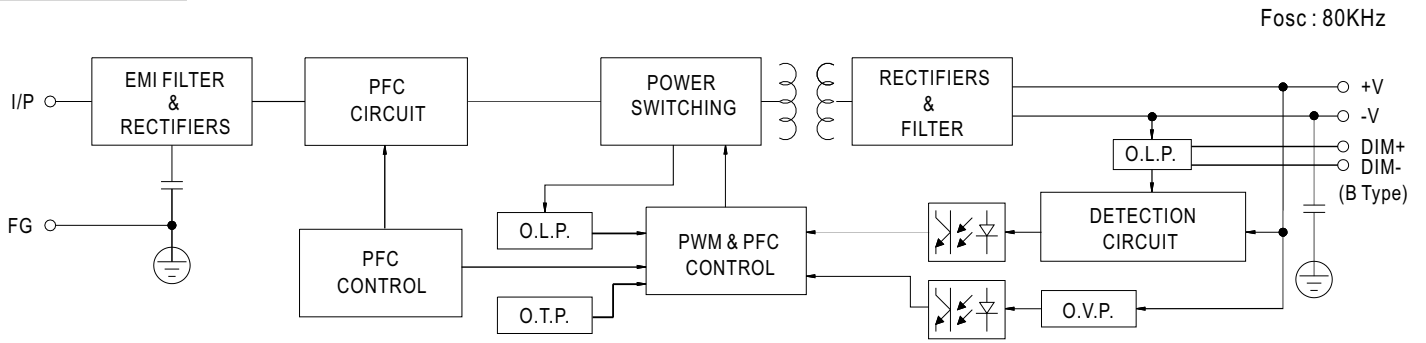 Fosc : 80KHz
I/P
EMI FILTER
&
RECTIFIERS
PFC
CIRCUIT
POWER
SWITCHING
RECTIFIERS
&
FILTER
+V
-V
DIM+
DIM-
(B Type)
O.L.P.
FG
O.L.P.
PFC
CONTROL
PWM & PFC
CONTROL
DETECTION
CIRCUIT
O.T.P.
O.V.P.